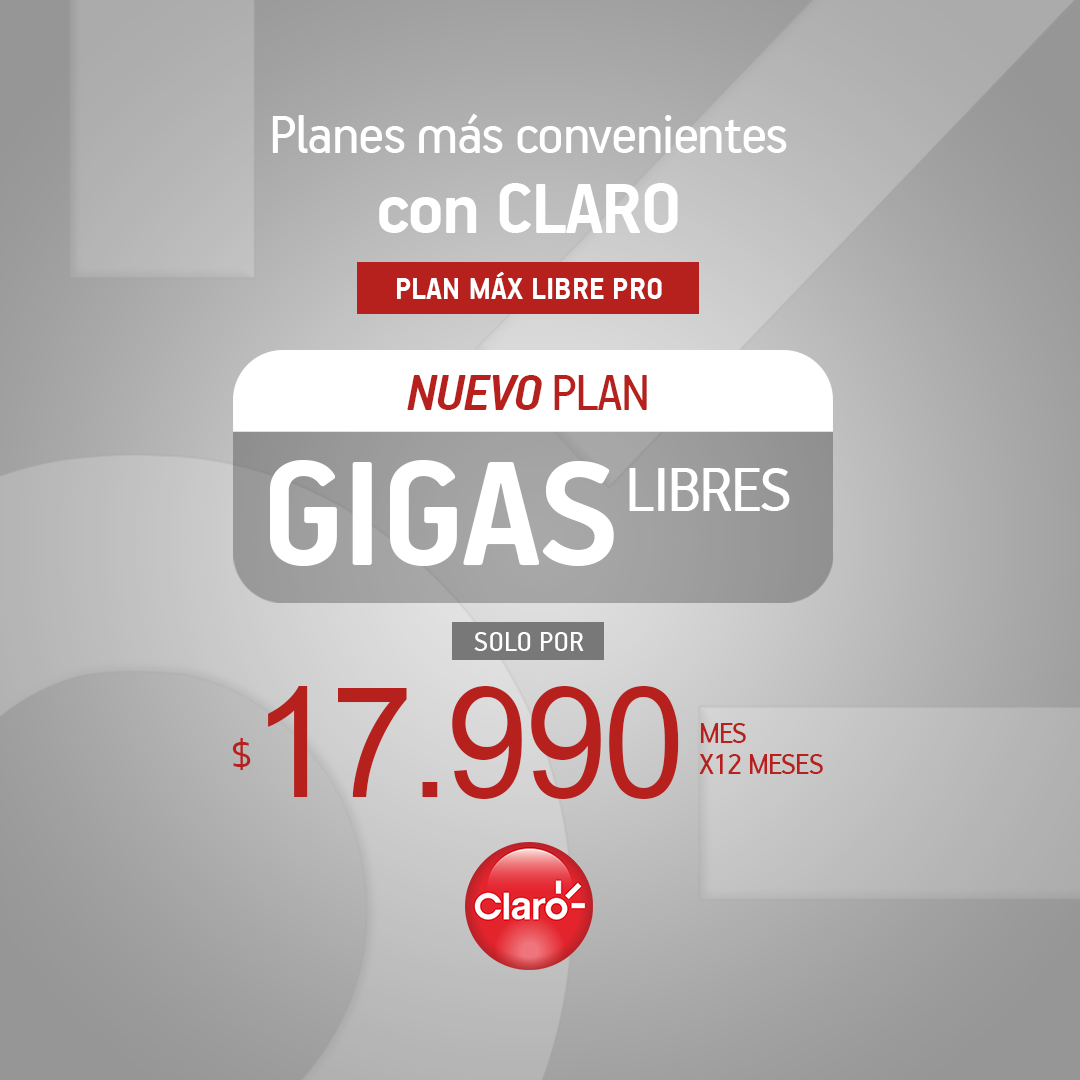 Planes más convenientes
con CLARO
PLAN MÁX LIBRE PRO
NUEVO PLAN
GIGAS LIBRES
SOLO POR
$17.990 MES
X12 MESES
Claro